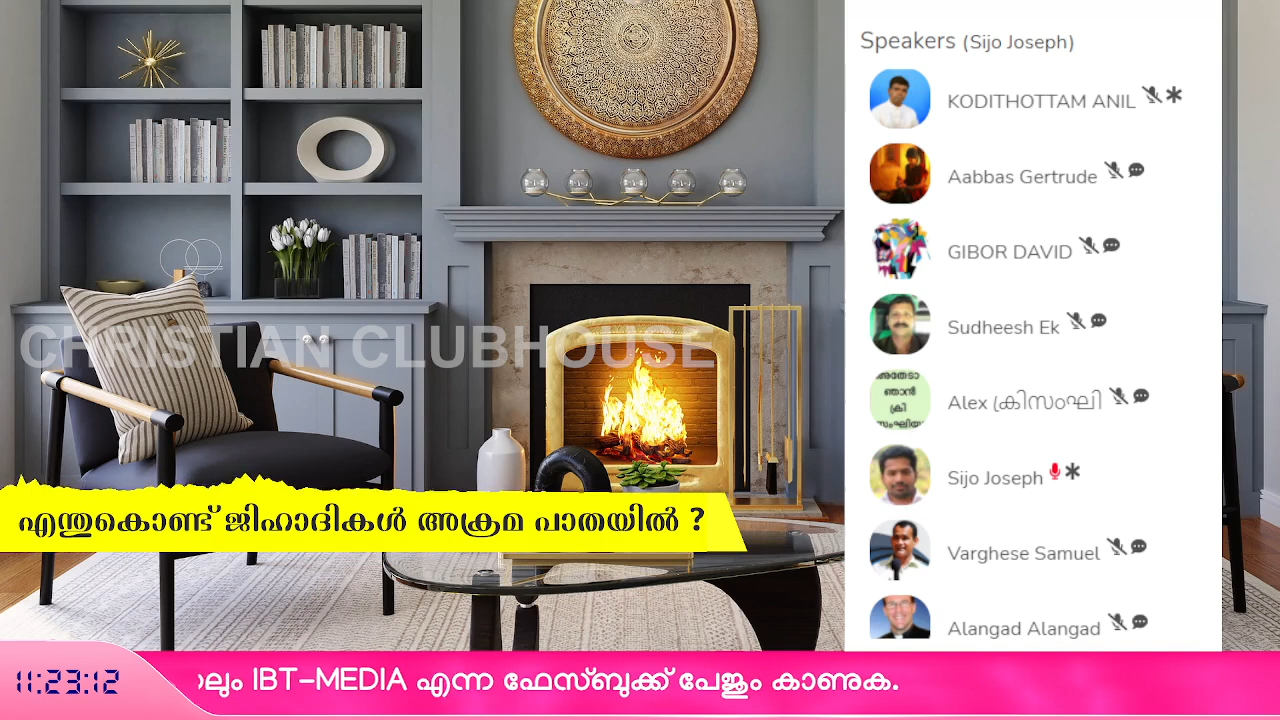 Speakers (Sijo Joseph)
KODITHOTTAM ANIL
Aabbas Gertrude
GIBOR DAVID
Sudheesh Ek
അതേടാ
ഞാൻ
ക്രി
സംഘിയാ
Alex ക്രിസംഘി
Sijo Joseph
Varghese Samuel
Alangad Alangad
CHRISTIAN CLUBHOUSE
എന്തുകൊണ്ട് ജിഹാദികൾ അക്രമ പാതയിൽ ?
11:23:12
ലും IBT-MEDIA എന്ന ഫേസ്ബുക്ക് പേജും കാണുക.